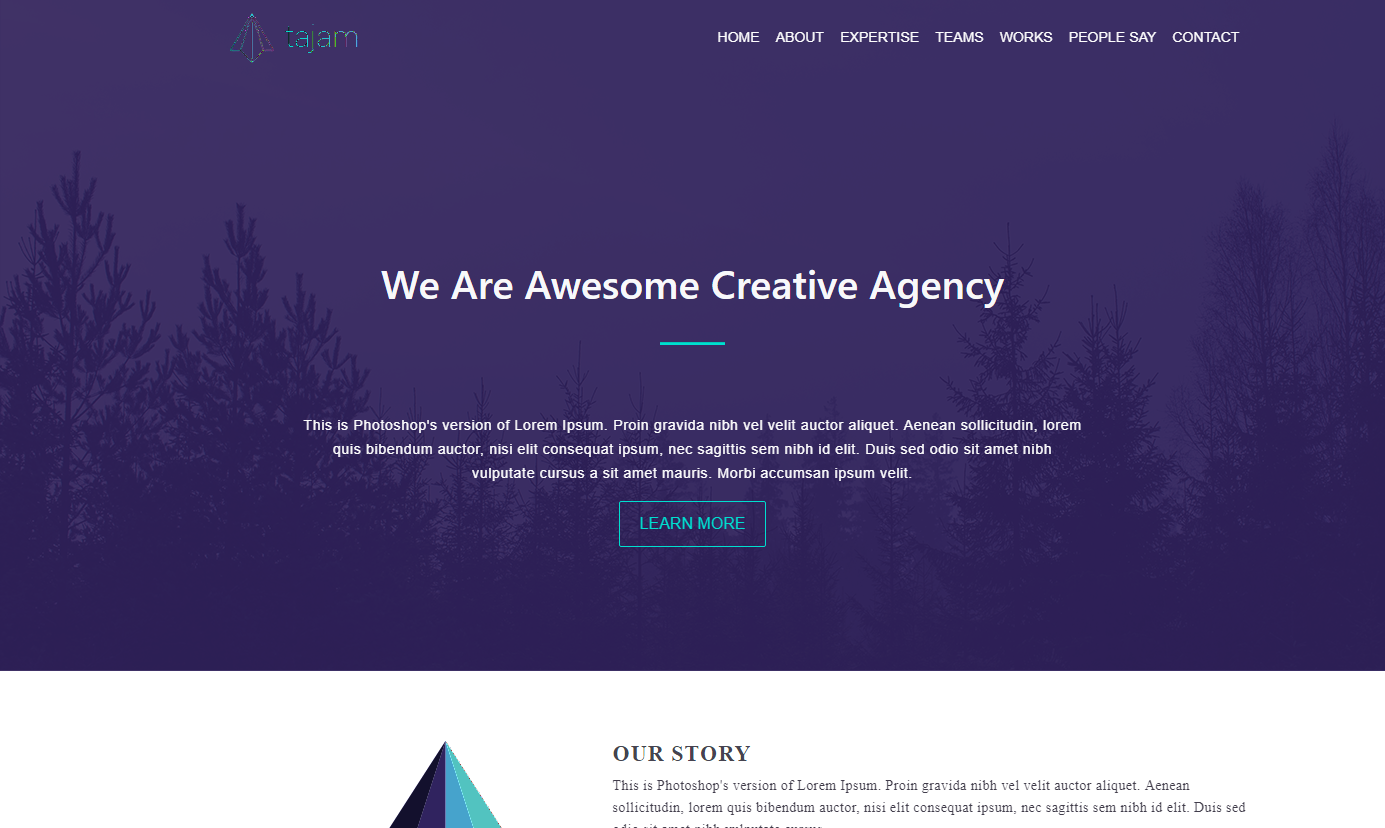 tajam
HOME ABOUT EXPERTISE TEAMS WORKS PEOPLE SAY CONTACT
We Are Awesome Creative Agency
This is Photoshop's version of Lorem Ipsum. Proin gravida nibh vel velit auctor aliquet. Aenean sollicitudin, lorem
quis bibendum auctor, nisi elit consequat ipsum, nec sagittis sem nibh id elit. Duis sed odio sit amet nibh
vulputate cursus a sit amet mauris. Morbi accumsan ipsum velit.
LEARN MORE
OUR STORY
This is Photoshop's version of Lorem Ipsum. Proin gravida nibh vel velit auctor aliquet. Aenean
sollicitudin, lorem quis bibendum auctor, nisi elit consequat ipsum, nec sagittis sem nibh id elit. Duis sed